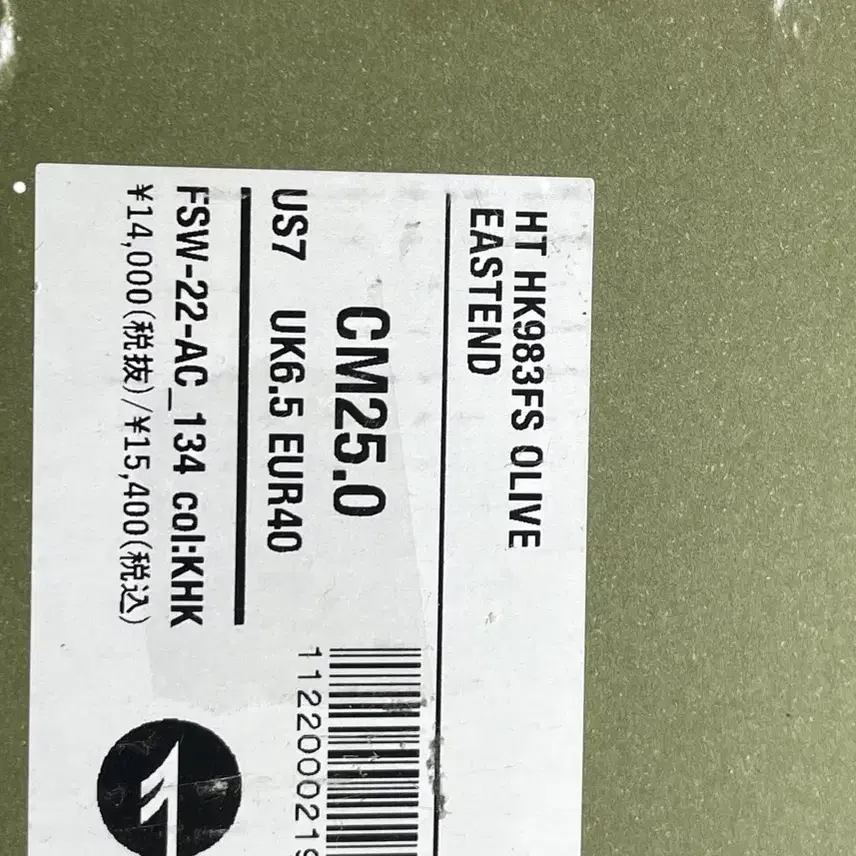 HT HK983FS OLIVE
EASTEND
CM25.0
US7 UK6.5 EUR40
FSW-22-AC_134 col:KHK
¥14,000(税抜)/¥15,400(税込)
112200021